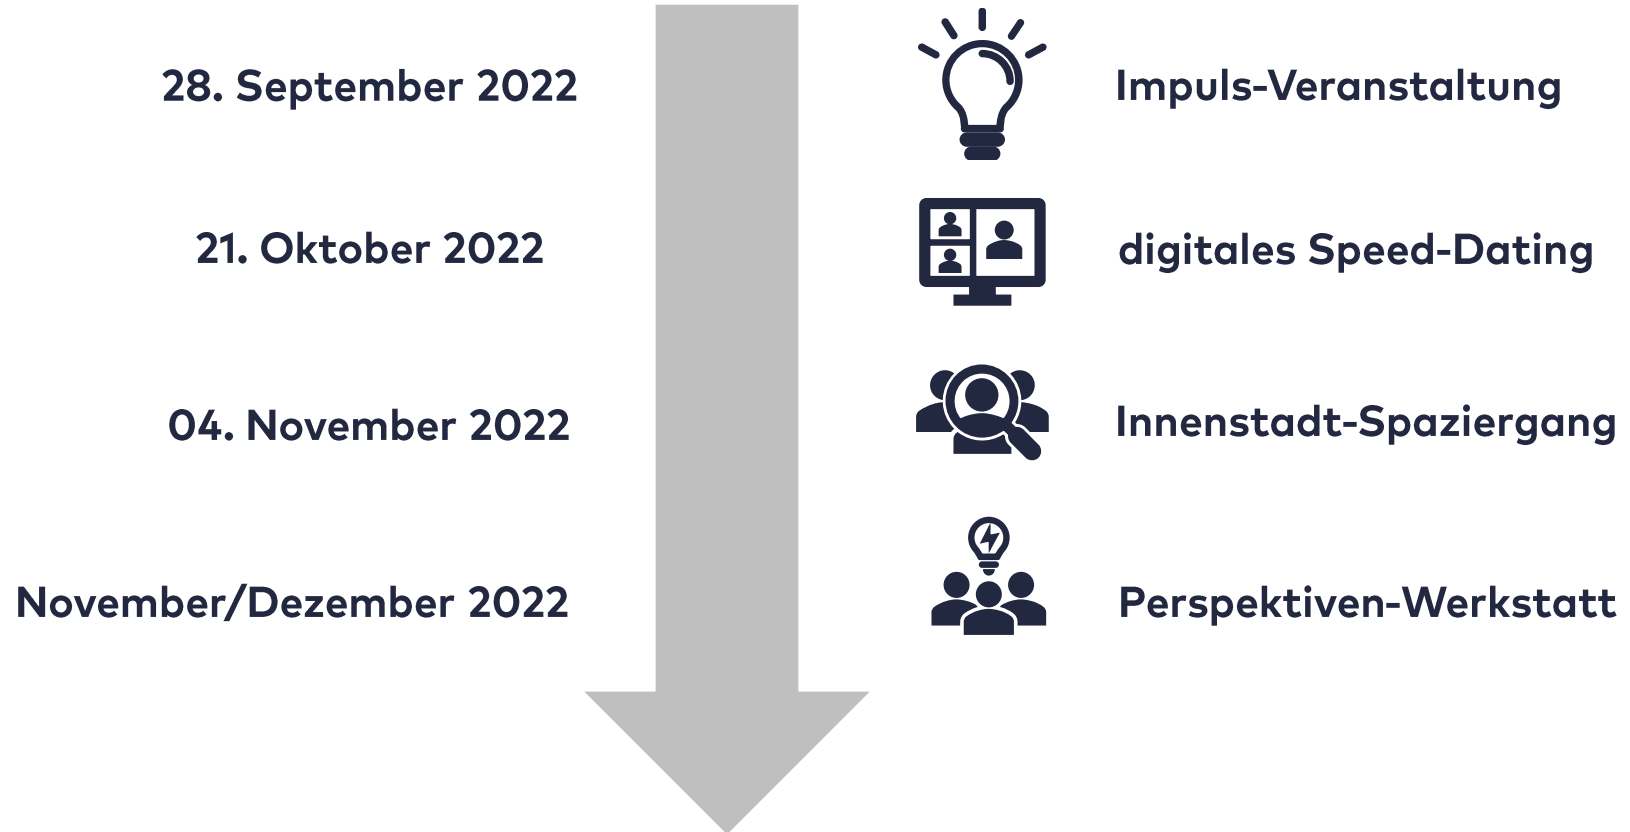 28. September 2022
Impuls-Veranstaltung
21. Oktober 2022
digitales Speed-Dating
04. November 2022
Innenstadt-Spaziergang
November/Dezember 2022
Perspektiven-Werkstatt